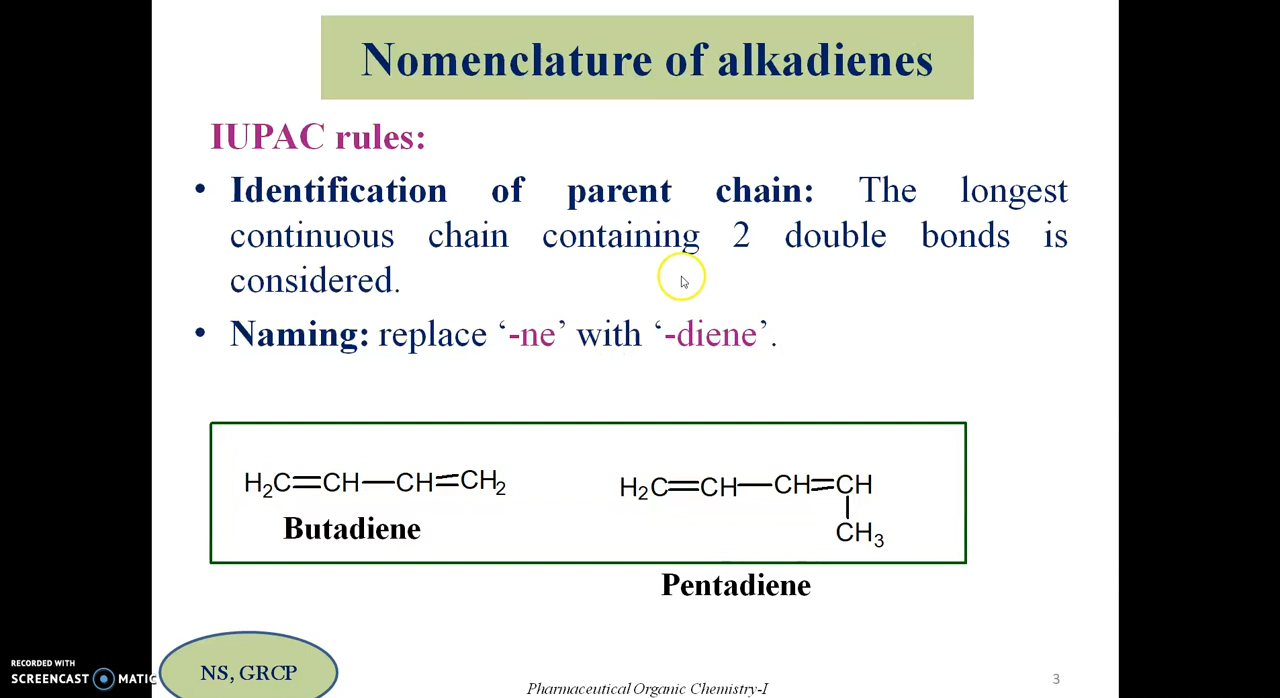 Nomenclature of alkadienes
IUPAC rules:
• Identification of parent chain: The longest
continuous chain containing 2 double bonds is
considered.
• Naming: replace ‘-ne’ with ‘-diene’.
H₂C=CH—CH=CH₂
H₂C=CH—CH=CH
CH₃
Butadiene
Pentadiene
NS, GRCP
RECORDED WITH
SCREENCAST MATIC
Pharmaceutical Organic Chemistry-I
3